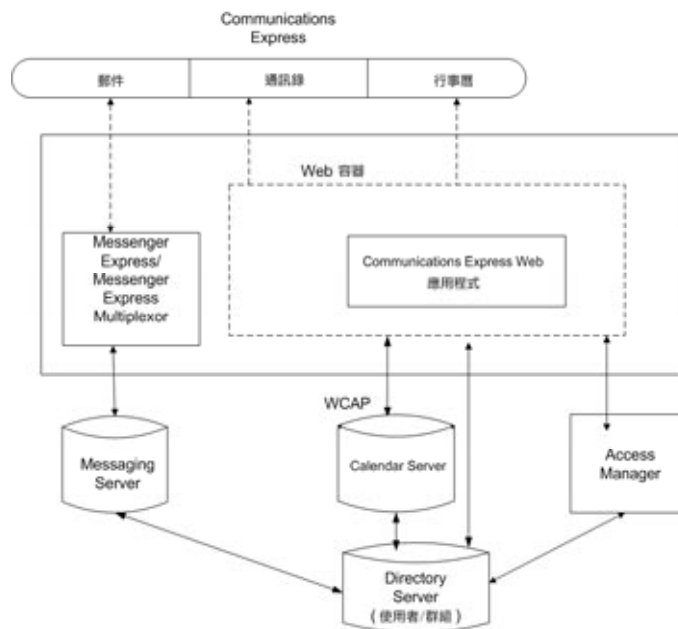 Communications
Express
郵件
通訊錄
行事曆
Web 容器
Messenger
Express/
Messenger
Express
Multiplexor
Communications Express Web
應用程式
WCAP
Messaging
Server
Calendar Server
Access
Manager
Directory
Server
( 使用者/群組 )